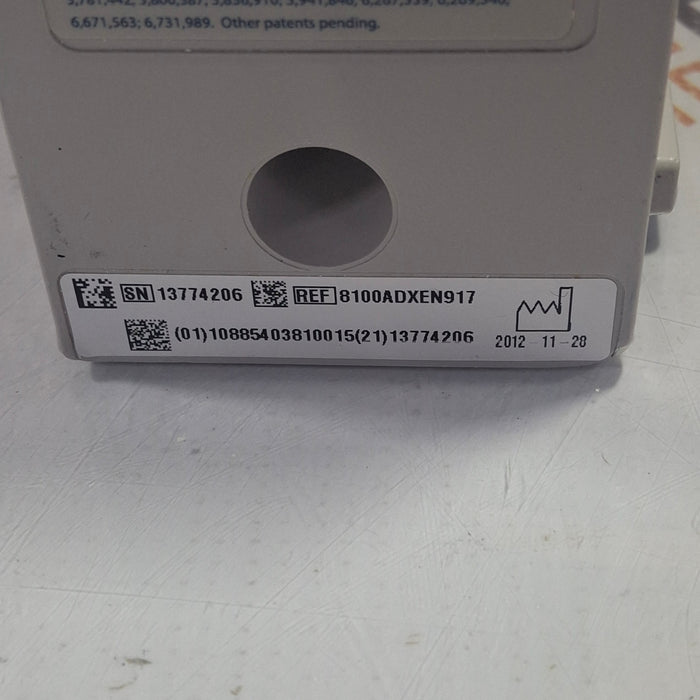 6,671,563; 6,731,989. Other patents pending.
SN 13774206 REF 8100ADXEN917
(01)10885403810015(21)13774206 2012-11-28